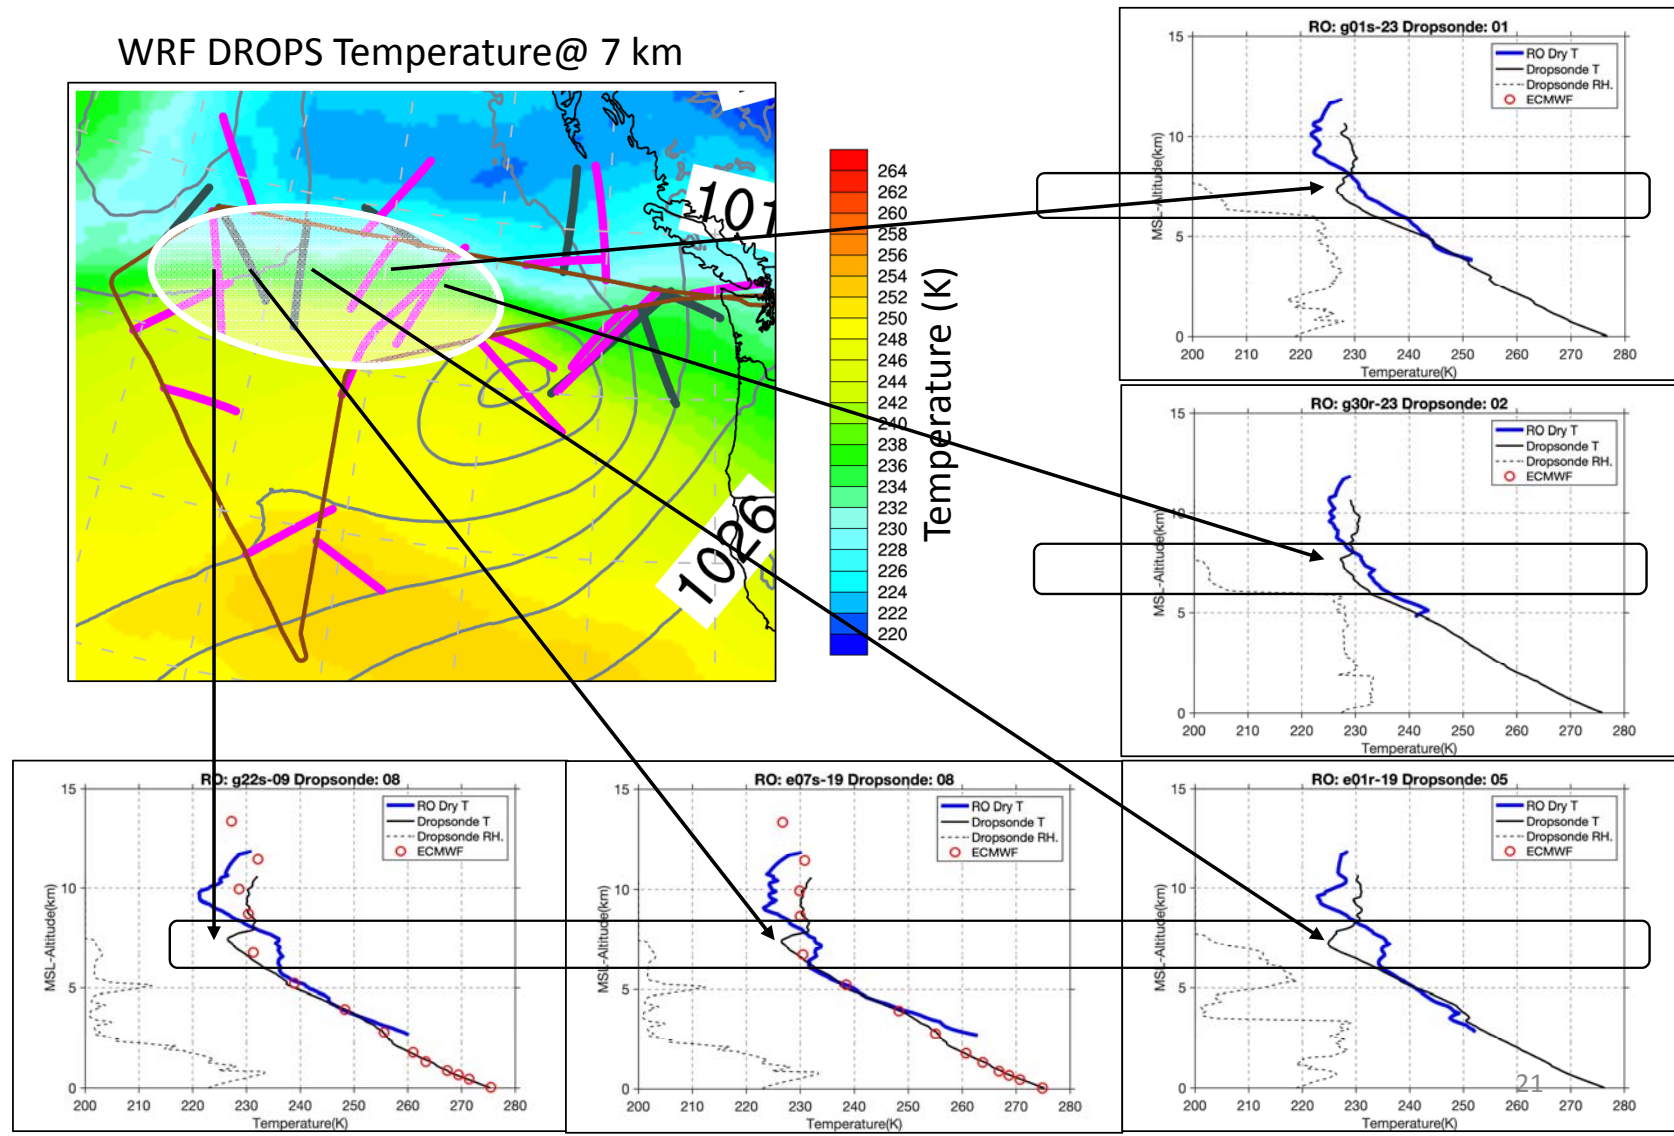 WRF DROPS Temperature@ 7 km
101
1026
264
262
260
258
256
254
252
250
248
246
244
242
240
238
236
234
232
230
228
226
224
222
220
Temperature (K)
RO: g01s-23 Dropsonde: 01
RO Dry T
Dropsonde T
Dropsonde RH.
ECMWF
MSL-Altitude(km)
15
10
5
0
200 210 220 230 240 250 260 270 280
Temperature(K)
RO: g30r-23 Dropsonde: 02
RO Dry T
Dropsonde T
Dropsonde RH.
ECMWF
MSL-Altitude(km)
15
10
5
0
200 210 220 230 240 250 260 270 280
Temperature(K)
RO: g22s-09 Dropsonde: 08
RO Dry T
Dropsonde T
Dropsonde RH.
ECMWF
MSL-Altitude(km)
15
10
5
0
200 210 220 230 240 250 260 270 280
Temperature(K)
RO: e07s-19 Dropsonde: 08
RO Dry T
Dropsonde T
Dropsonde RH.
ECMWF
MSL-Altitude(km)
15
10
5
0
200 210 220 230 240 250 260 270 280
Temperature(K)
RO: e01r-19 Dropsonde: 05
RO Dry T
Dropsonde T
Dropsonde RH.
ECMWF
MSL-Altitude(km)
15
10
5
0
200 210 220 230 240 250 260 270 280
Temperature(K)
21